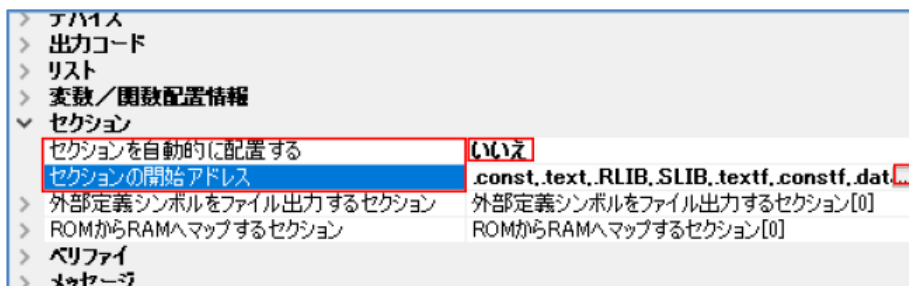 デバイス
出力コード
リスト
変数／関数配置情報
セクション
セクションを自動的に配置する いいえ
セクションの開始アドレス .const,.text,.RLIB,.SLIB,.textf,.constf,.dat...
外部定義シンボルをファイル出力するセクション 外部定義シンボルをファイル出力するセクション[0]
ROMからRAMへマップするセクション ROMからRAMへマップするセクション[0]
ベリファイ
メッセージ